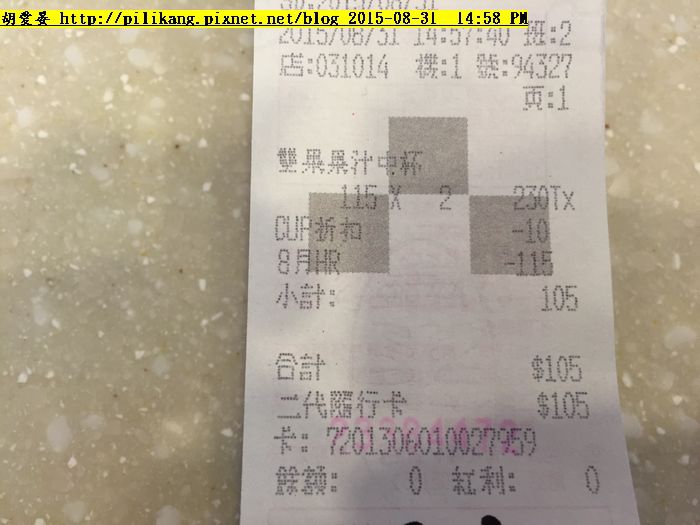 胡雯晏 http://pilikang.pixnet.net/blog 2015-08-31 14:58 PM
2015/08/31 14:57:40 班:2
店:031014 機:1 號:94327
頁:1
雙果果汁中杯
115 X 2 230Tx
CUP折扣 -10
8月HR -115
小計: 105
合計 $105
二代隨行卡 $105
卡: 7201306010027959
餘額: 0 紅利: 0